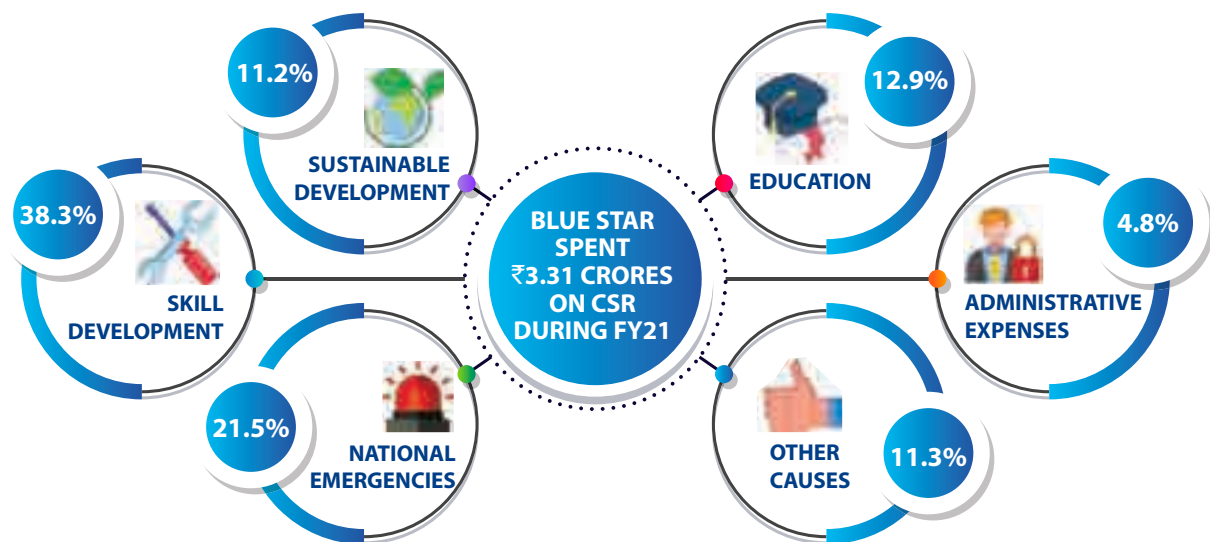 11.2%
SUSTAINABLE
DEVELOPMENT
12.9%
EDUCATION
38.3%
SKILL
DEVELOPMENT
BLUE STAR
SPENT
₹3.31 CRORES
ON CSR
DURING FY21
4.8%
ADMINISTRATIVE
EXPENSES
21.5%
NATIONAL
EMERGENCIES
OTHER
CAUSES
11.3%